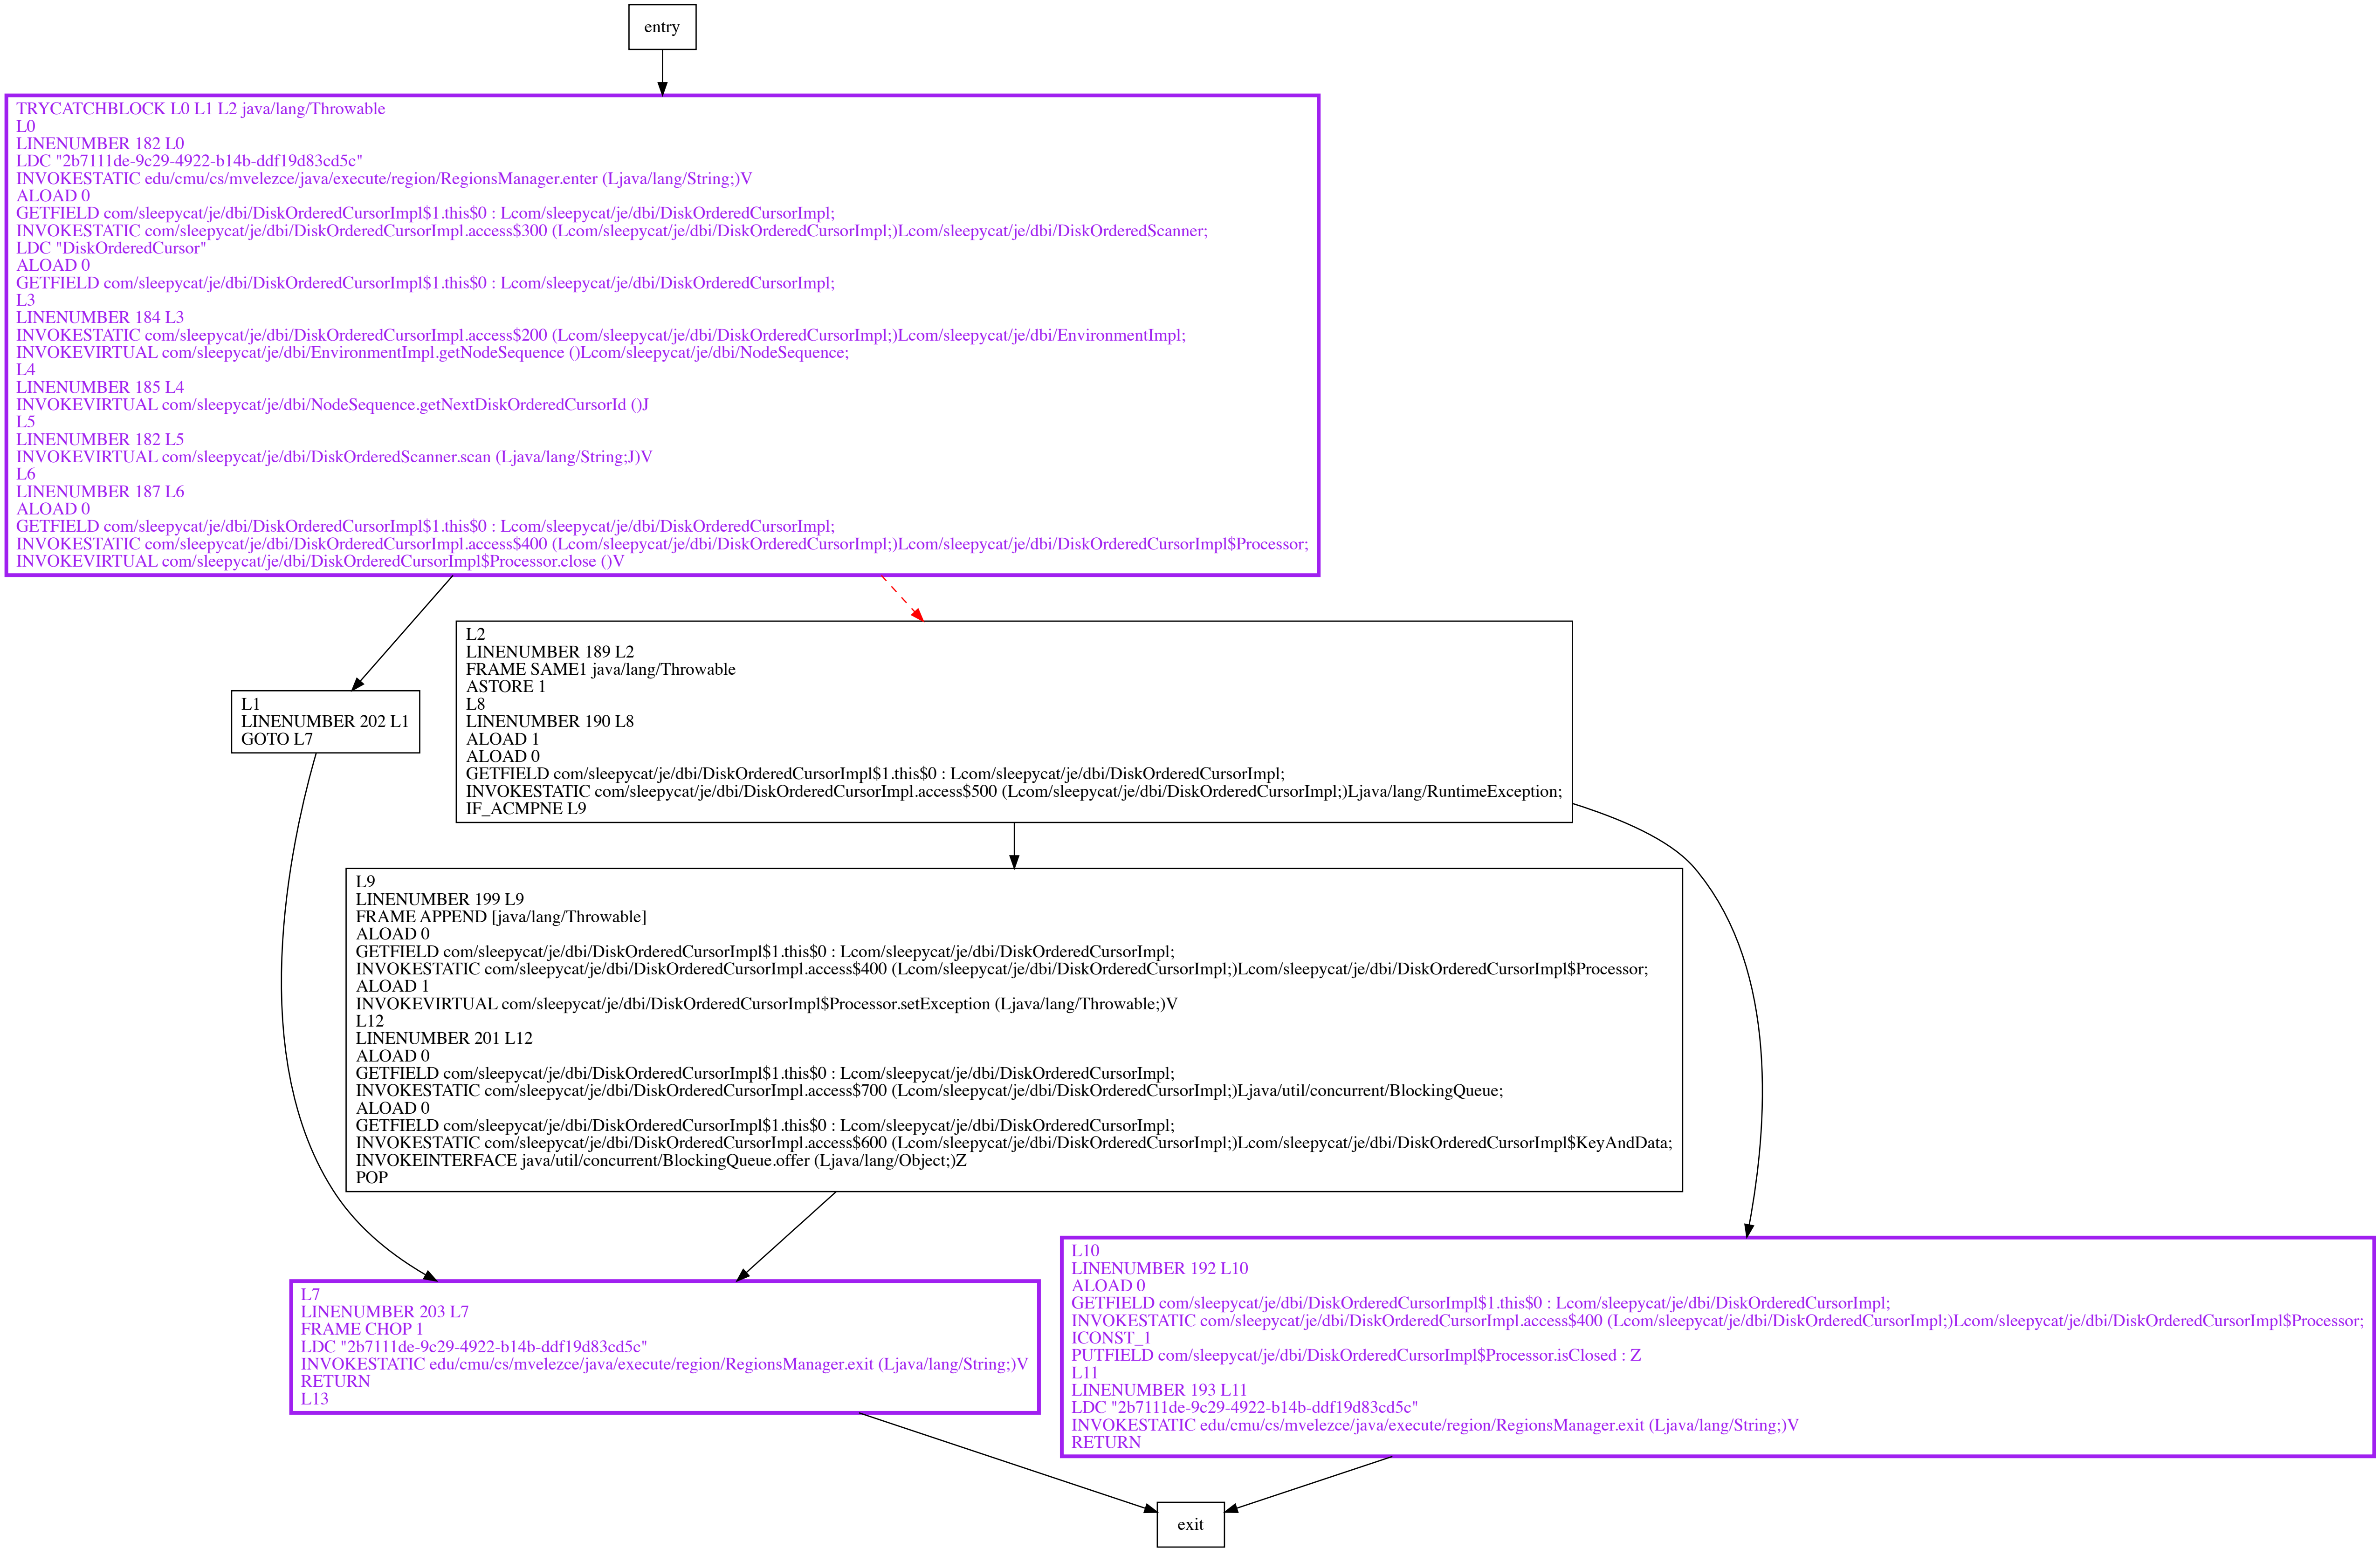 entry
TRYCATCHBLOCK L0 L1 L2 java/lang/Throwable
L0
LINENUMBER 182 L0
LDC "2b7111de-9c29-4922-b14b-ddf19d83cd5c"
INVOKESTATIC edu/cmu/cs/mvelezce/java/execute/region/RegionsManager.enter (Ljava/lang/String;)V
ALOAD 0
GETFIELD com/sleepycat/je/dbi/DiskOrderedCursorImpl$1.this$0 : Lcom/sleepycat/je/dbi/DiskOrderedCursorImpl;
INVOKESTATIC com/sleepycat/je/dbi/DiskOrderedCursorImpl.access$300 (Lcom/sleepycat/je/dbi/DiskOrderedCursorImpl;)Lcom/sleepycat/je/dbi/DiskOrderedScanner;
LDC "DiskOrderedCursor"
ALOAD 0
GETFIELD com/sleepycat/je/dbi/DiskOrderedCursorImpl$1.this$0 : Lcom/sleepycat/je/dbi/DiskOrderedCursorImpl;
L3
LINENUMBER 184 L3
INVOKESTATIC com/sleepycat/je/dbi/DiskOrderedCursorImpl.access$200 (Lcom/sleepycat/je/dbi/DiskOrderedCursorImpl;)Lcom/sleepycat/je/dbi/EnvironmentImpl;
INVOKEVIRTUAL com/sleepycat/je/dbi/EnvironmentImpl.getNodeSequence ()Lcom/sleepycat/je/dbi/NodeSequence;
L4
LINENUMBER 185 L4
INVOKEVIRTUAL com/sleepycat/je/dbi/NodeSequence.getNextDiskOrderedCursorId ()J
L5
LINENUMBER 182 L5
INVOKEVIRTUAL com/sleepycat/je/dbi/DiskOrderedScanner.scan (Ljava/lang/String;J)V
L6
LINENUMBER 187 L6
ALOAD 0
GETFIELD com/sleepycat/je/dbi/DiskOrderedCursorImpl$1.this$0 : Lcom/sleepycat/je/dbi/DiskOrderedCursorImpl;
INVOKESTATIC com/sleepycat/je/dbi/DiskOrderedCursorImpl.access$400 (Lcom/sleepycat/je/dbi/DiskOrderedCursorImpl;)Lcom/sleepycat/je/dbi/DiskOrderedCursorImpl$Processor;
INVOKEVIRTUAL com/sleepycat/je/dbi/DiskOrderedCursorImpl$Processor.close ()V
L1
LINENUMBER 202 L1
GOTO L7
L2
LINENUMBER 189 L2
FRAME SAME1 java/lang/Throwable
ASTORE 1
L8
LINENUMBER 190 L8
ALOAD 1
ALOAD 0
GETFIELD com/sleepycat/je/dbi/DiskOrderedCursorImpl$1.this$0 : Lcom/sleepycat/je/dbi/DiskOrderedCursorImpl;
INVOKESTATIC com/sleepycat/je/dbi/DiskOrderedCursorImpl.access$500 (Lcom/sleepycat/je/dbi/DiskOrderedCursorImpl;)Ljava/lang/RuntimeException;
IF_ACMPNE L9
L9
LINENUMBER 199 L9
FRAME APPEND [java/lang/Throwable]
ALOAD 0
GETFIELD com/sleepycat/je/dbi/DiskOrderedCursorImpl$1.this$0 : Lcom/sleepycat/je/dbi/DiskOrderedCursorImpl;
INVOKESTATIC com/sleepycat/je/dbi/DiskOrderedCursorImpl.access$400 (Lcom/sleepycat/je/dbi/DiskOrderedCursorImpl;)Lcom/sleepycat/je/dbi/DiskOrderedCursorImpl$Processor;
ALOAD 1
INVOKEVIRTUAL com/sleepycat/je/dbi/DiskOrderedCursorImpl$Processor.setException (Ljava/lang/Throwable;)V
L12
LINENUMBER 201 L12
ALOAD 0
GETFIELD com/sleepycat/je/dbi/DiskOrderedCursorImpl$1.this$0 : Lcom/sleepycat/je/dbi/DiskOrderedCursorImpl;
INVOKESTATIC com/sleepycat/je/dbi/DiskOrderedCursorImpl.access$700 (Lcom/sleepycat/je/dbi/DiskOrderedCursorImpl;)Ljava/util/concurrent/BlockingQueue;
ALOAD 0
GETFIELD com/sleepycat/je/dbi/DiskOrderedCursorImpl$1.this$0 : Lcom/sleepycat/je/dbi/DiskOrderedCursorImpl;
INVOKESTATIC com/sleepycat/je/dbi/DiskOrderedCursorImpl.access$600 (Lcom/sleepycat/je/dbi/DiskOrderedCursorImpl;)Lcom/sleepycat/je/dbi/DiskOrderedCursorImpl$KeyAndData;
INVOKEINTERFACE java/util/concurrent/BlockingQueue.offer (Ljava/lang/Object;)Z
POP
L10
LINENUMBER 192 L10
ALOAD 0
GETFIELD com/sleepycat/je/dbi/DiskOrderedCursorImpl$1.this$0 : Lcom/sleepycat/je/dbi/DiskOrderedCursorImpl;
INVOKESTATIC com/sleepycat/je/dbi/DiskOrderedCursorImpl.access$400 (Lcom/sleepycat/je/dbi/DiskOrderedCursorImpl;)Lcom/sleepycat/je/dbi/DiskOrderedCursorImpl$Processor;
ICONST_1
PUTFIELD com/sleepycat/je/dbi/DiskOrderedCursorImpl$Processor.isClosed : Z
L11
LINENUMBER 193 L11
LDC "2b7111de-9c29-4922-b14b-ddf19d83cd5c"
INVOKESTATIC edu/cmu/cs/mvelezce/java/execute/region/RegionsManager.exit (Ljava/lang/String;)V
RETURN
L7
LINENUMBER 203 L7
FRAME CHOP 1
LDC "2b7111de-9c29-4922-b14b-ddf19d83cd5c"
INVOKESTATIC edu/cmu/cs/mvelezce/java/execute/region/RegionsManager.exit (Ljava/lang/String;)V
RETURN
L13
exit